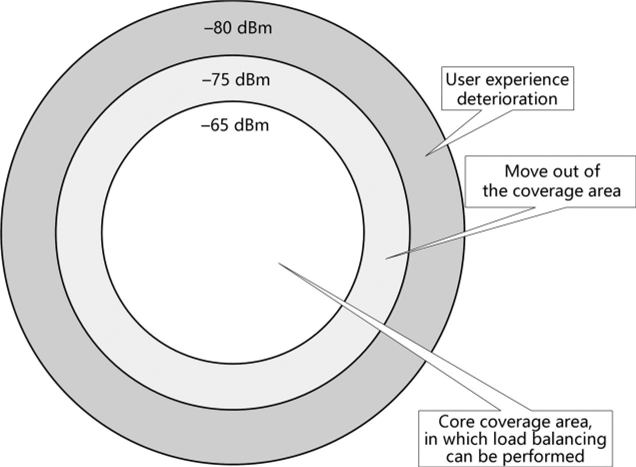 –80 dBm
–75 dBm
–65 dBm
User experience
deterioration
Move out of
the coverage area
Core coverage area,
in which load balancing
can be performed